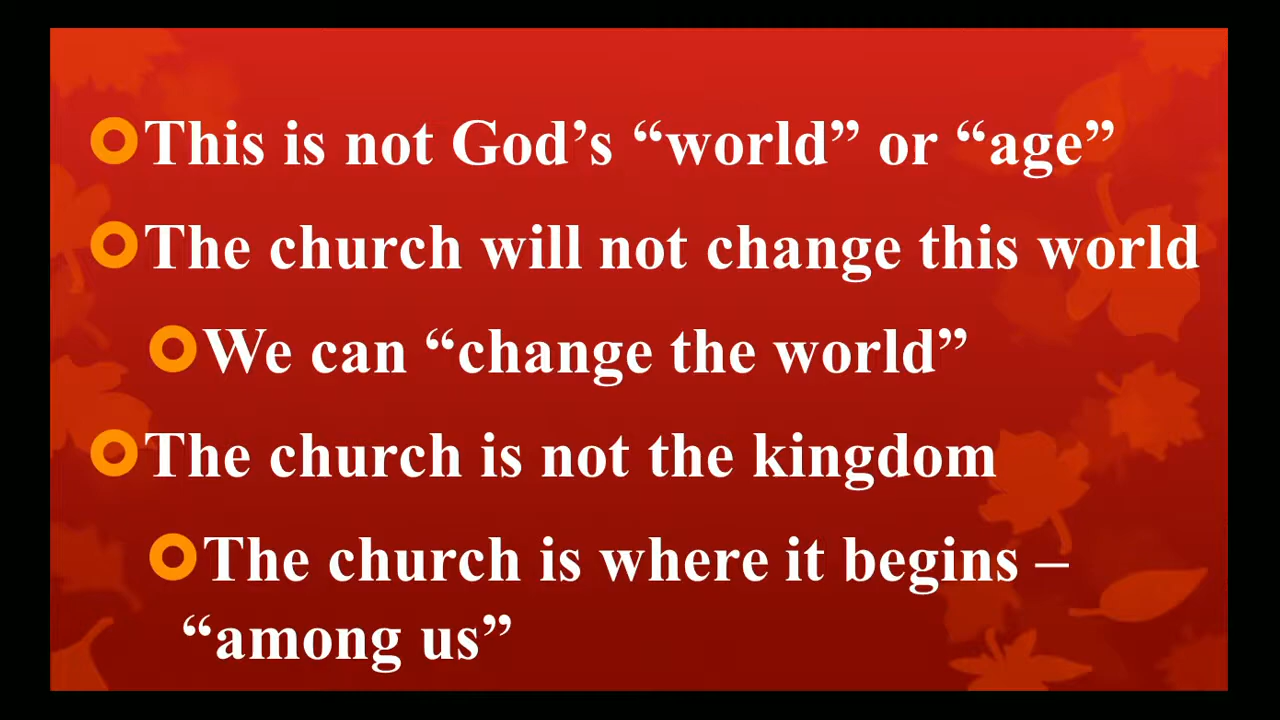 This is not God’s “world” or “age”
The church will not change this world
We can “change the world”
The church is not the kingdom
The church is where it begins –
“among us”